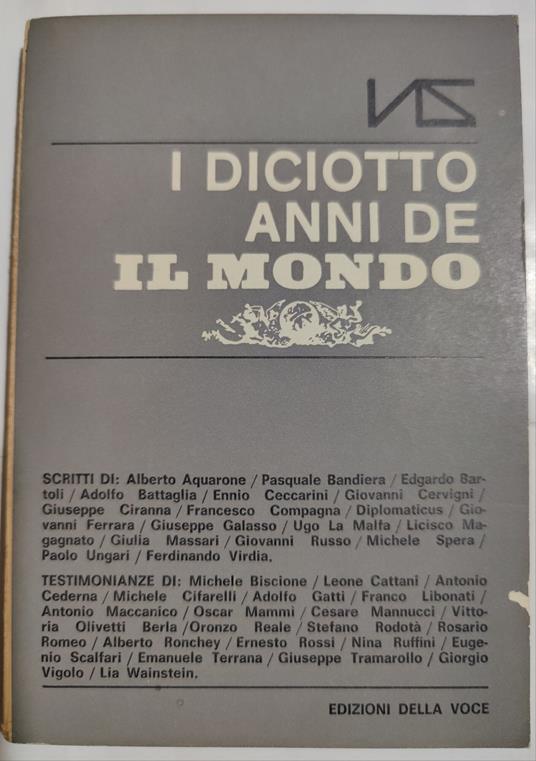 I DICIOTTO
ANNI DE
IL MONDO
SCRITTI DI: Alberto Aquarone / Pasquale Bandiera / Edgardo Bar-
toli / Adolfo Battaglia / Ennio Ceccarini / Giovanni Cervigni /
Giuseppe Ciranna / Francesco Compagna / Diplomaticus / Gio-
vanni Ferrara / Giuseppe Galasso / Ugo La Malfa / Licisco Ma-
gagnato / Giulia Massari / Giovanni Russo / Michele Spera /
Paolo Ungari / Ferdinando Virdia.
TESTIMONIANZE DI: Michele Biscione / Leone Cattani / Antonio
Cederna / Michele Cifarelli / Adolfo Gatti / Franco Libonati /
Antonio Maccanico / Oscar Mammì / Cesare Mannucci / Vitto-
ria Olivetti Berla / Oronzo Reale / Stefano Rodotà / Rosario
Romeo / Alberto Ronchey / Ernesto Rossi / Nina Ruffini / Euge-
nio Scalfari / Emanuele Terrana / Giuseppe Tramarollo / Giorgio
Vigolo / Lia Wainstein.
EDIZIONI DELLA VOCE